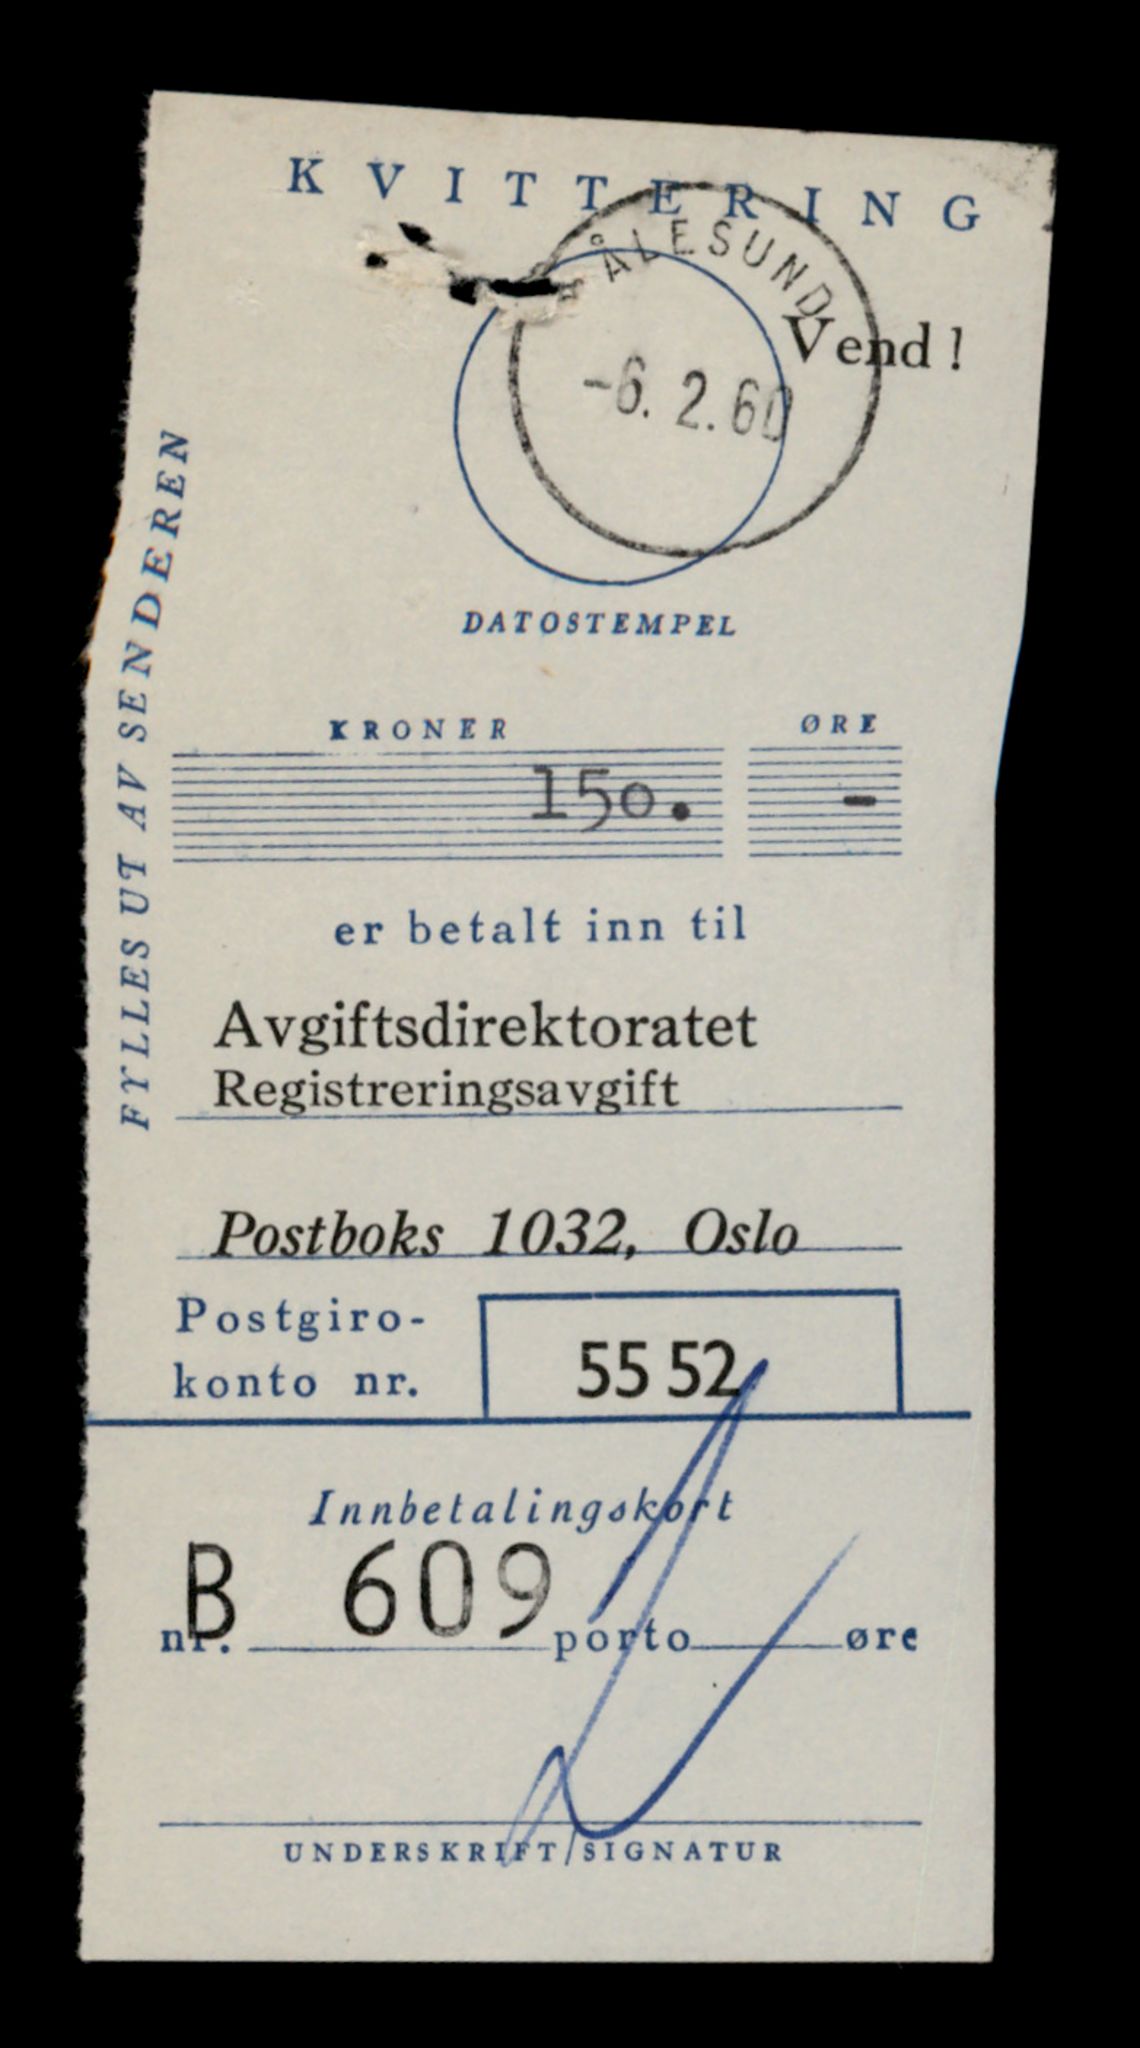 KVITTERING
ÅLESUND
Vend!
-6. 2. 60
DATOSTEMPEL
FYLLES UT AV SENDEREN
KRONER ØRE
150. -
er betalt inn til
Avgiftsdirektoratet
Registreringsavgift
Postboks 1032, Oslo
Postgiro-
konto nr. 55 52
Innbetalingskort
B 609
nr. porto øre
UNDERSKRIFT/SIGNATUR